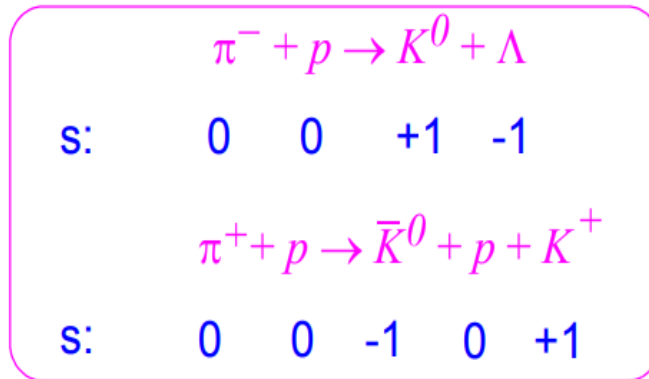 π⁻ + p → K⁰ + Λ
s: 0 0 +1 -1
π⁺ + p → K̄⁰ + p + K⁺
s: 0 0 -1 0 +1